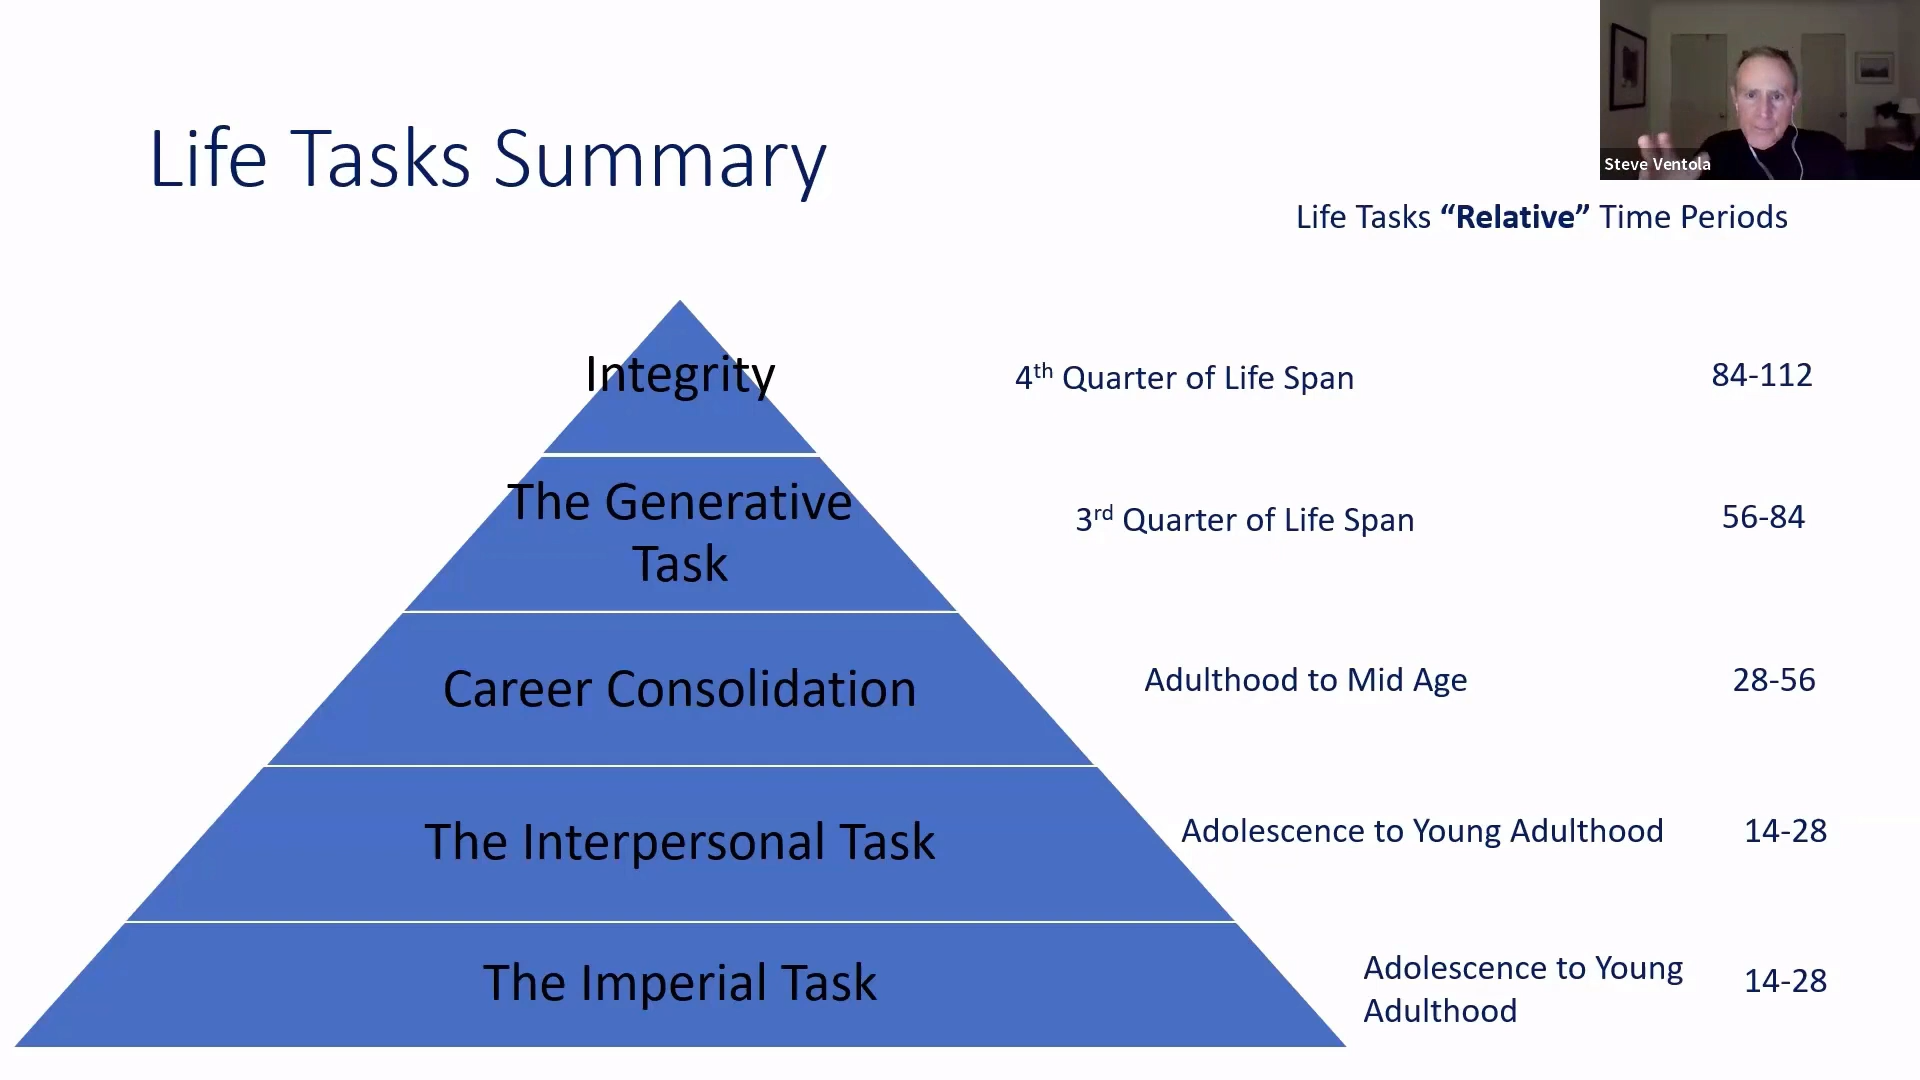 Life Tasks Summary
Steve Ventola
Life Tasks “Relative” Time Periods
Integrity
4th Quarter of Life Span
84-112
The Generative
Task
3rd Quarter of Life Span
56-84
Career Consolidation
Adulthood to Mid Age
28-56
The Interpersonal Task
Adolescence to Young Adulthood
14-28
The Imperial Task
Adolescence to Young
Adulthood
14-28